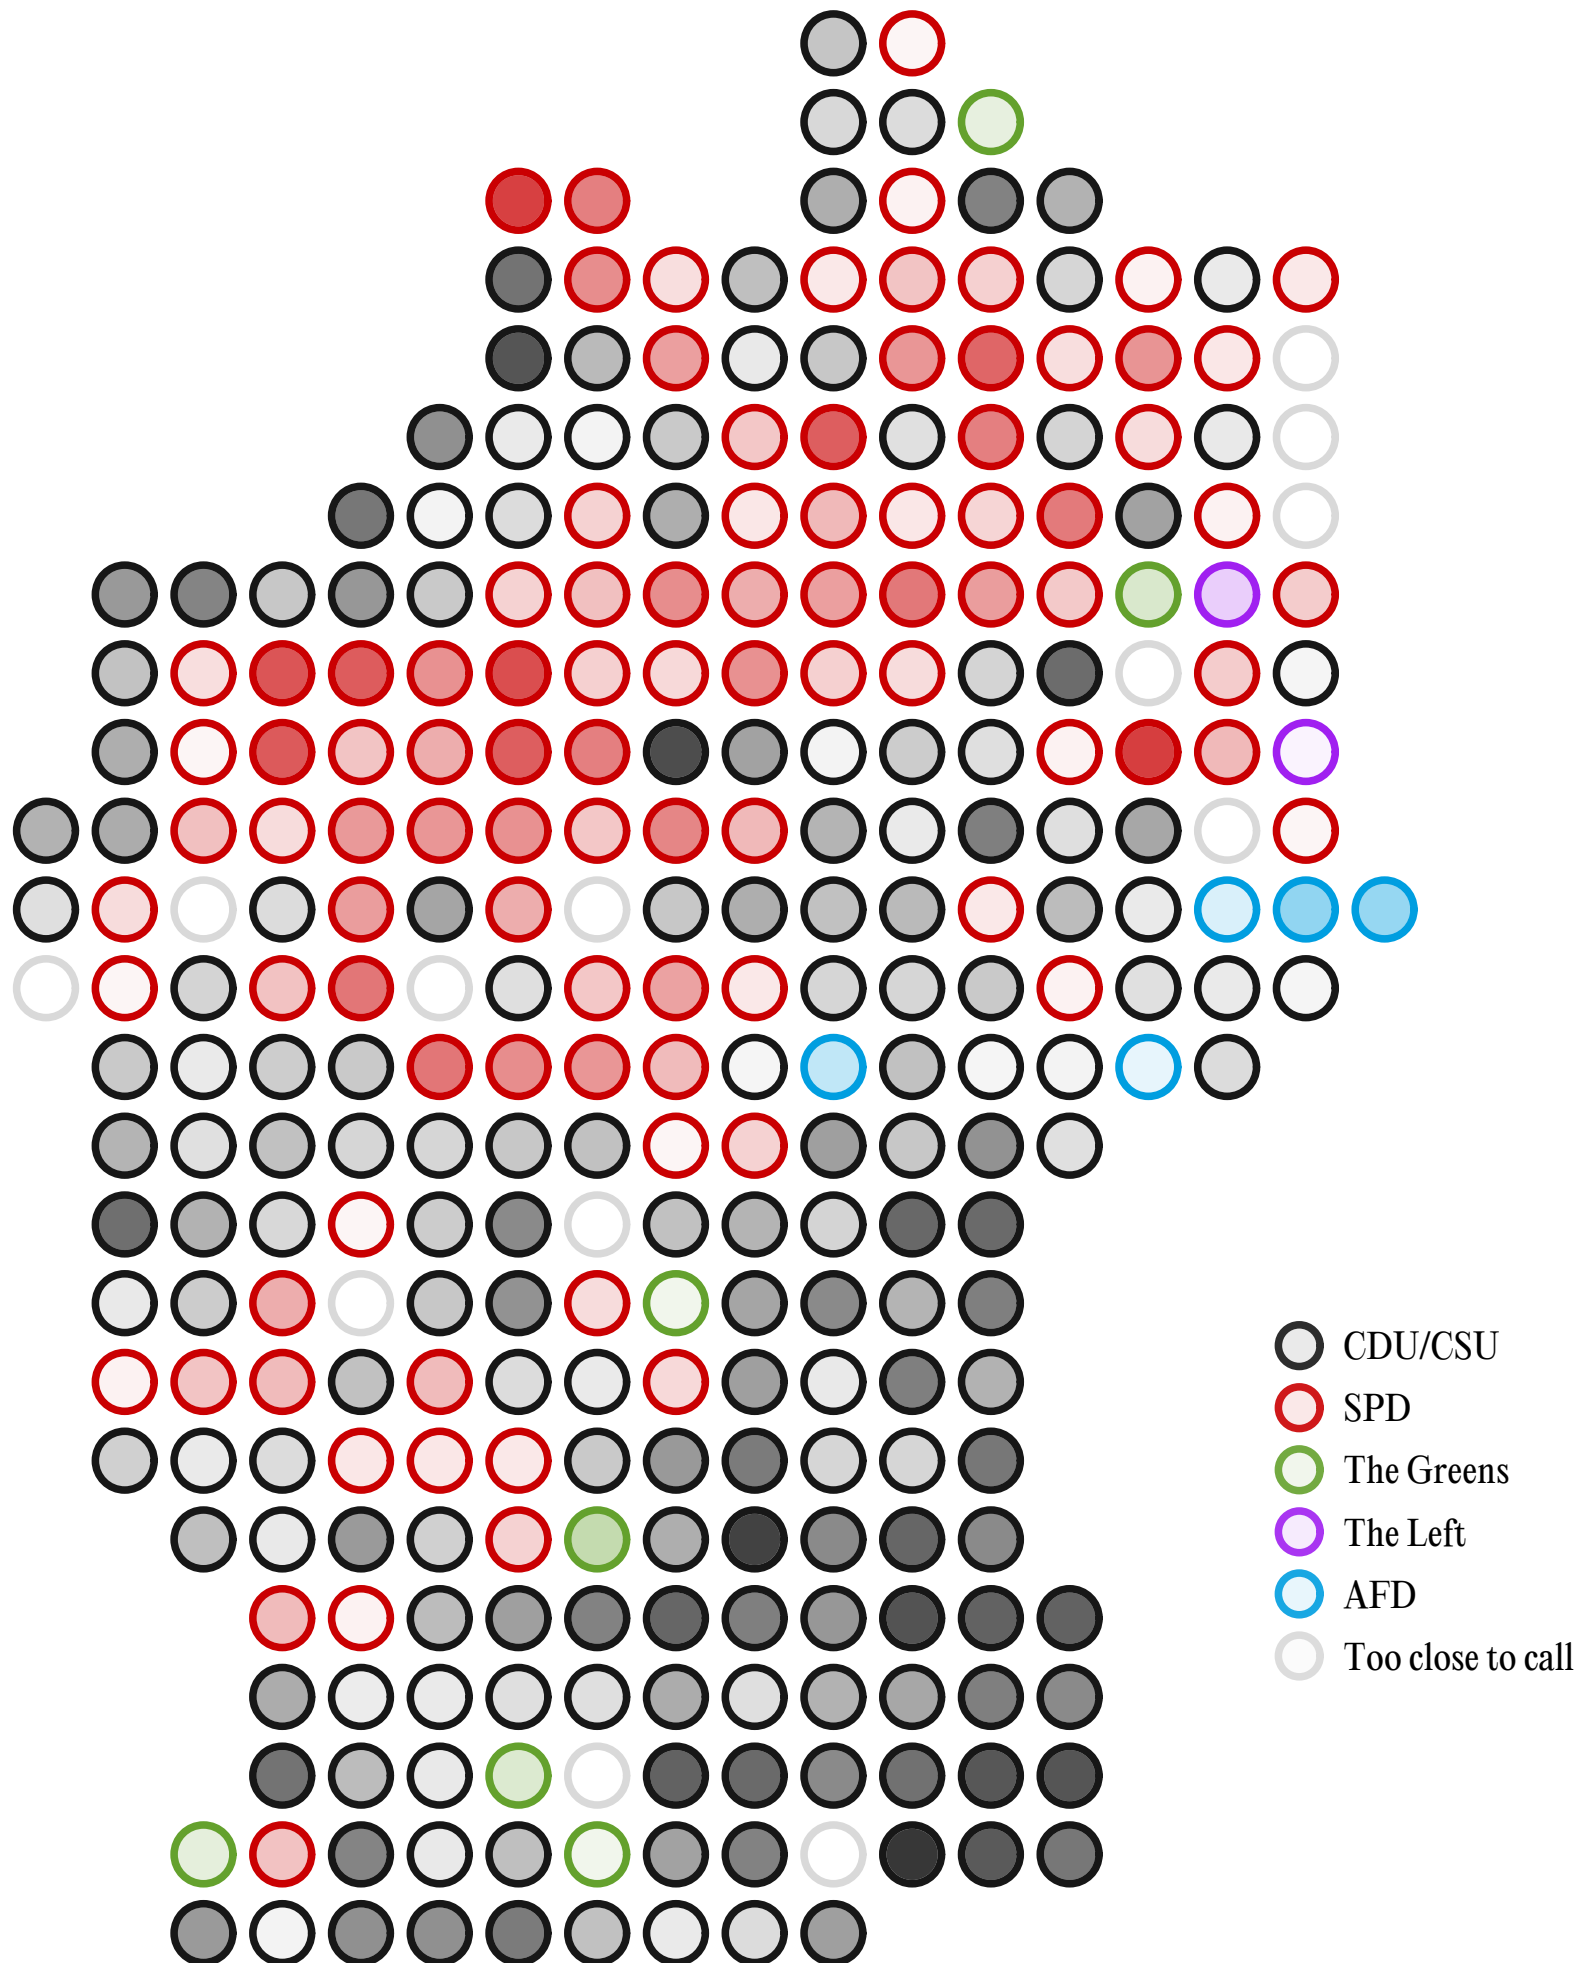 CDU/CSU
SPD
The Greens
The Left
AFD
Too close to call